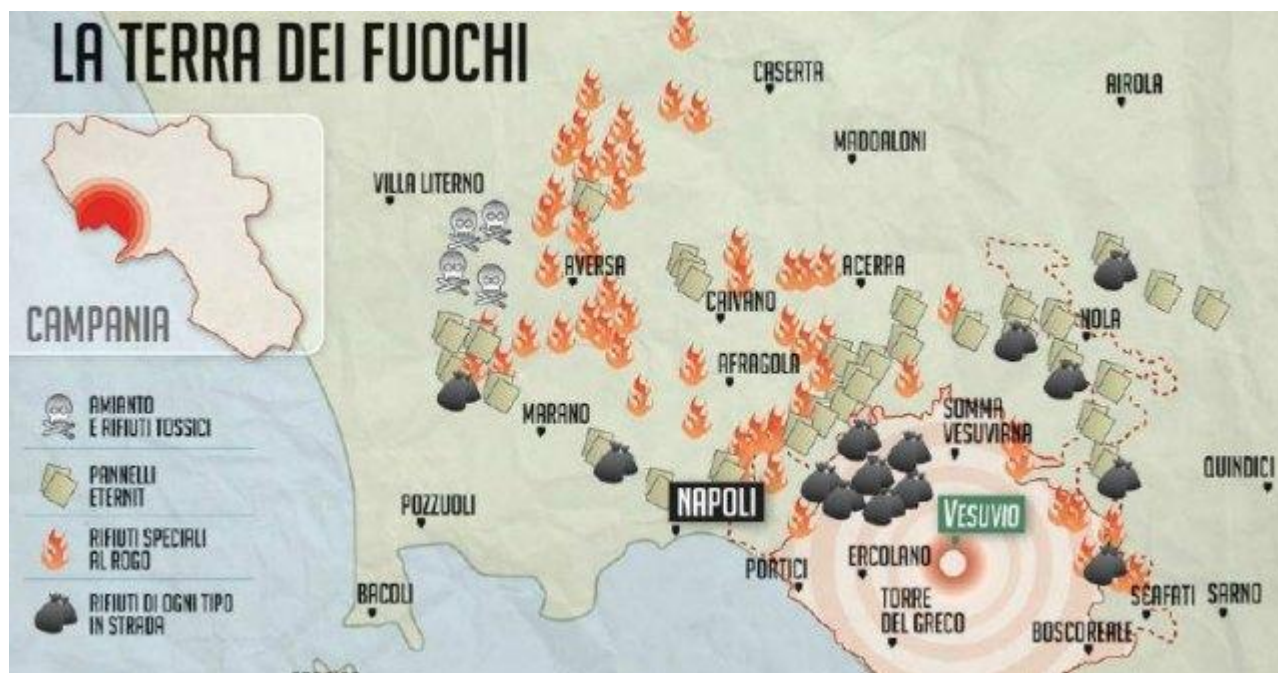 LA TERRA DEI FUOCHI
CASERTA
AIROLA
MADDALONI
VILLA LITERNO
AVERSA
ACERRA
CAIVANO
NOLA
CAMPANIA
AFRAGOLA
AMIANTO
E RIFIUTI TOSSICI
MARANO
SOMMA
VESUVIANA
PANNELLI
ETERNIT
QUINDICI
POZZUOLI
NAPOLI
VESUVIO
RIFIUTI SPECIALI
AL ROGO
PORTICI
ERCOLANO
BACOLI
RIFIUTI DI OGNI TIPO
IN STRADA
TORRE
DEL GRECO
SCAFATI
SARNO
BOSCOREALE